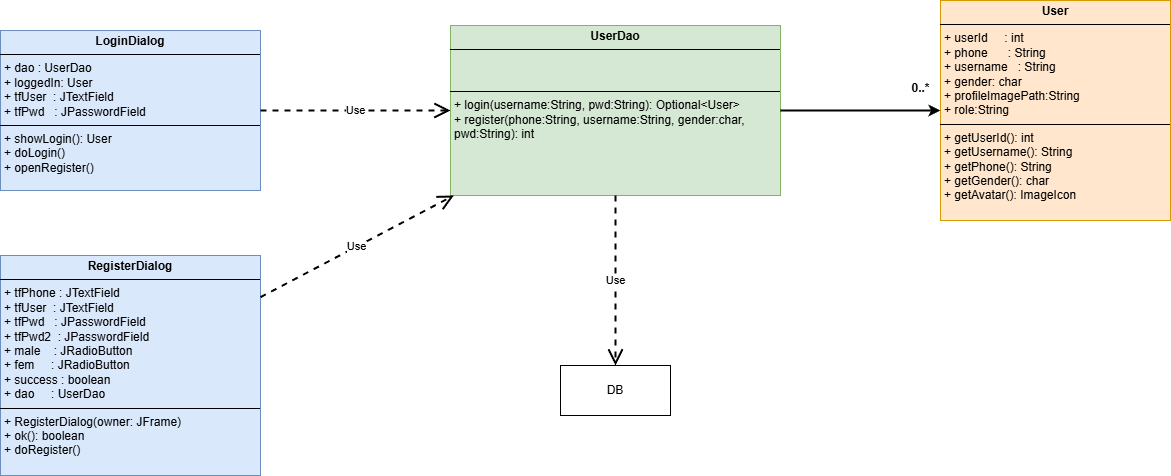 LoginDialog
+ dao : UserDao
+ loggedIn: User
+ tfUser : JTextField
+ tfPwd : JPasswordField
+ showLogin(): User
+ doLogin()
+ openRegister()
Use
UserDao
+ login(username:String, pwd:String): Optional<User>
+ register(phone:String, username:String, gender:char,
pwd:String): int
0..*
User
+ userId : int
+ phone : String
+ username : String
+ gender: char
+ profileImagePath:String
+ role:String
+ getUserId(): int
+ getUsername(): String
+ getPhone(): String
+ getGender(): char
+ getAvatar(): ImageIcon
Use
RegisterDialog
+ tfPhone : JTextField
+ tfUser : JTextField
+ tfPwd : JPasswordField
+ tfPwd2 : JPasswordField
+ male : JRadioButton
+ fem : JRadioButton
+ success : boolean
+ dao : UserDao
+ RegisterDialog(owner: JFrame)
+ ok(): boolean
+ doRegister()
Use
DB